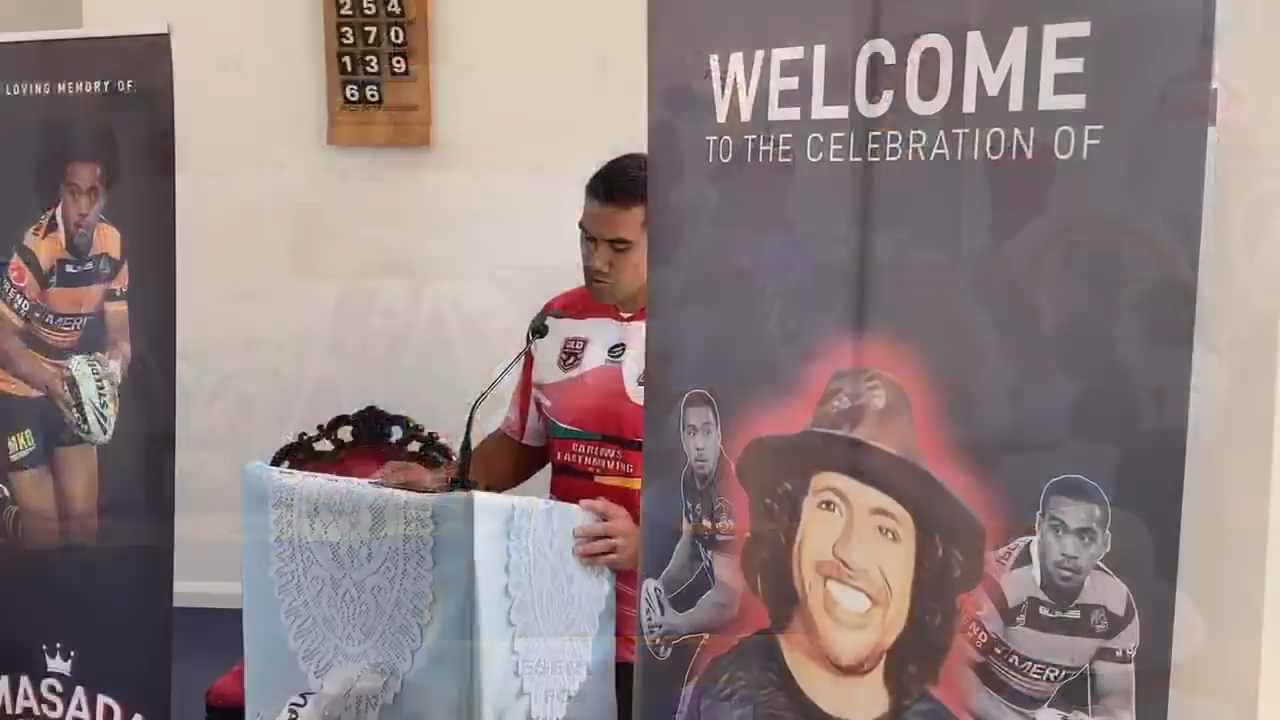 LOVING MEMORY OF
MASADA
254
370
139
66
QLD
CARLOWS
EARTHMOVING
WELCOME
TO THE CELEBRATION OF